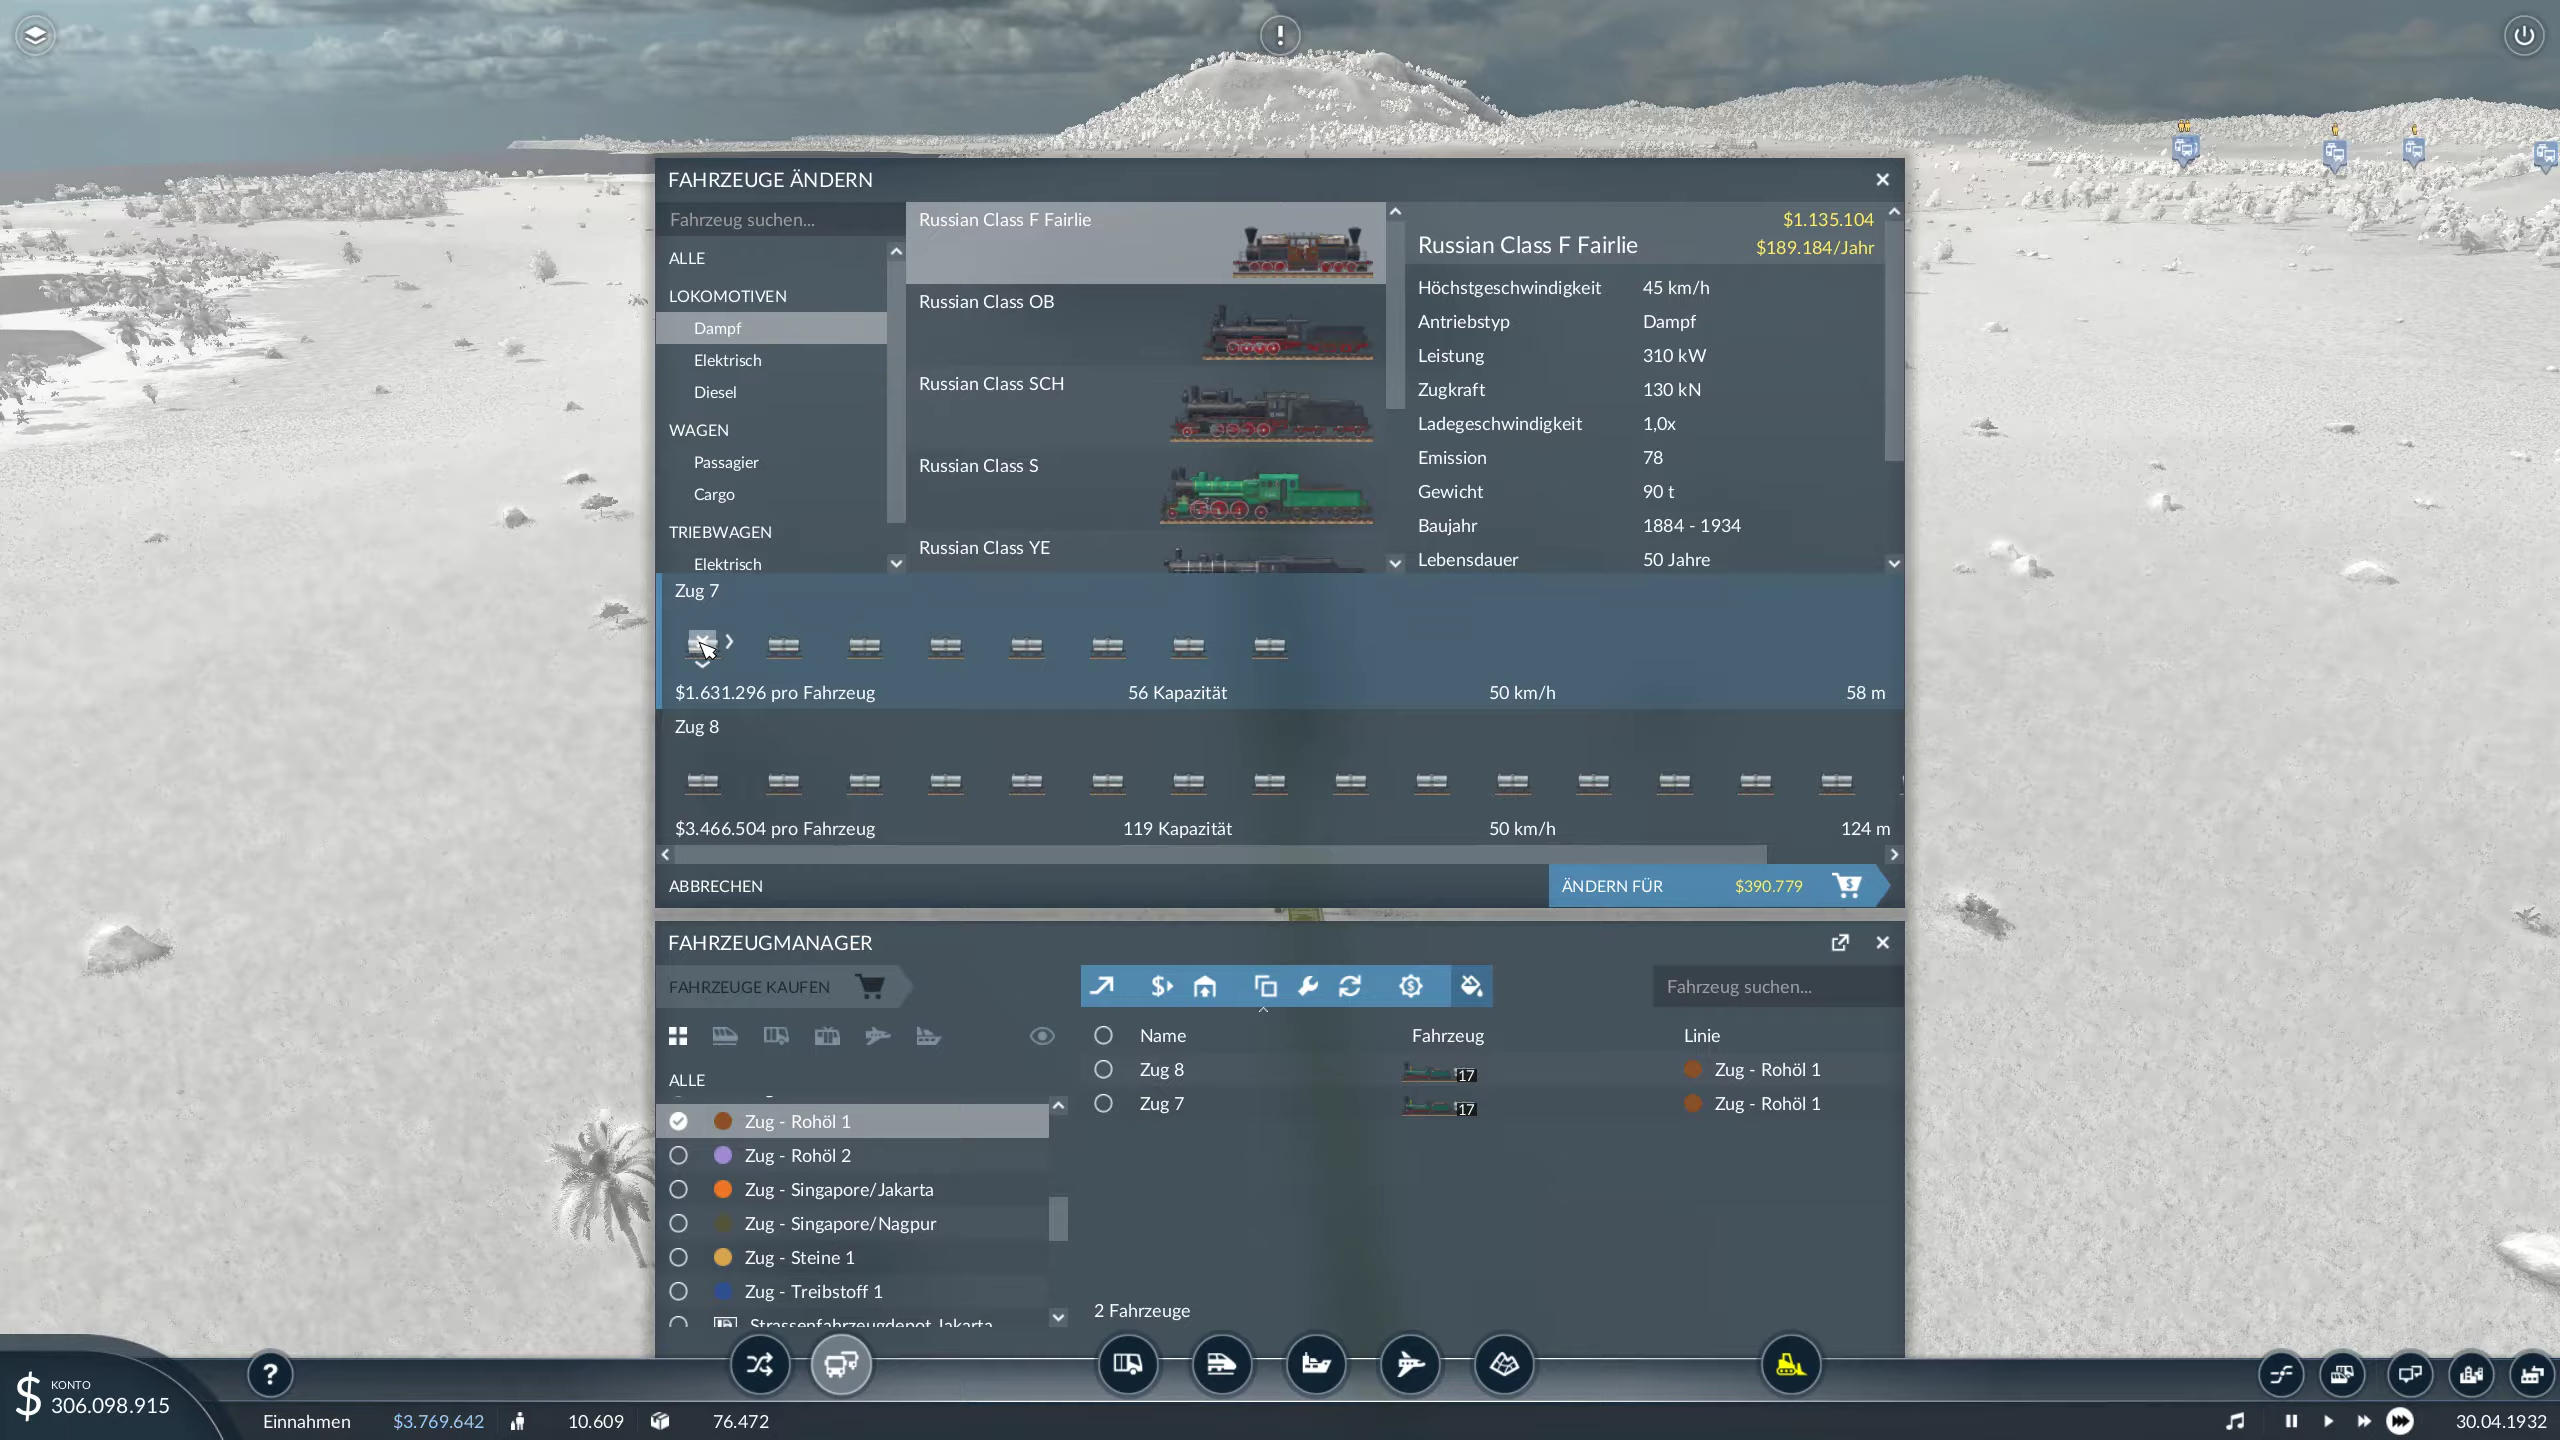 FAHRZEUGE ÄNDERN
Fahrzeug suchen...
ALLE
LOKOMOTIVEN
Dampf
Elektrisch
Diesel
WAGEN
Passagier
Cargo
TRIEBWAGEN
Elektrisch
Russian Class F Fairlie
Russian Class OB
Russian Class SCH
Russian Class S
Russian Class YE
$1.135.104
Russian Class F Fairlie
$189.184/Jahr
Höchstgeschwindigkeit 45 km/h
Antriebstyp Dampf
Leistung 310 kW
Zugkraft 130 kN
Ladegeschwindigkeit 1,0x
Emission 78
Gewicht 90 t
Baujahr 1884 - 1934
Lebensdauer 50 Jahre
Zug 7
$1.631.296 pro Fahrzeug 56 Kapazität 50 km/h 58 m
Zug 8
$3.466.504 pro Fahrzeug 119 Kapazität 50 km/h 124 m
ABBRECHEN
ÄNDERN FÜR $390.779
FAHRZEUGMANAGER
FAHRZEUGE KAUFEN
Fahrzeug suchen...
ALLE
Zug - Rohöl 1
Zug - Rohöl 2
Zug - Singapore/Jakarta
Zug - Singapore/Nagpur
Zug - Steine 1
Zug - Treibstoff 1
Strassenfahrzeugdepot Jakarta
Name Fahrzeug Linie
Zug 8 17 Zug - Rohöl 1
Zug 7 17 Zug - Rohöl 1
2 Fahrzeuge
KONTO
$ 306.098.915
Einnahmen $3.769.642 10.609 76.472
30.04.1932